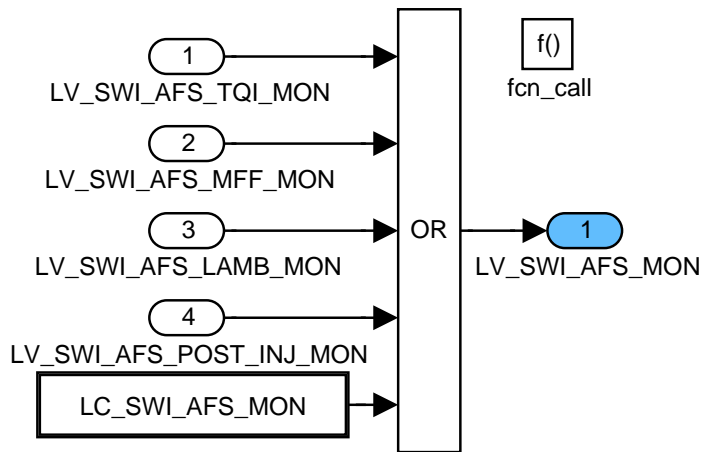 1
LV_SWI_AFS_TQI_MON
f()
fcn_call
2
LV_SWI_AFS_MFF_MON
3
LV_SWI_AFS_LAMB_MON
OR
1
LV_SWI_AFS_MON
4
LV_SWI_AFS_POST_INJ_MON
LC_SWI_AFS_MON